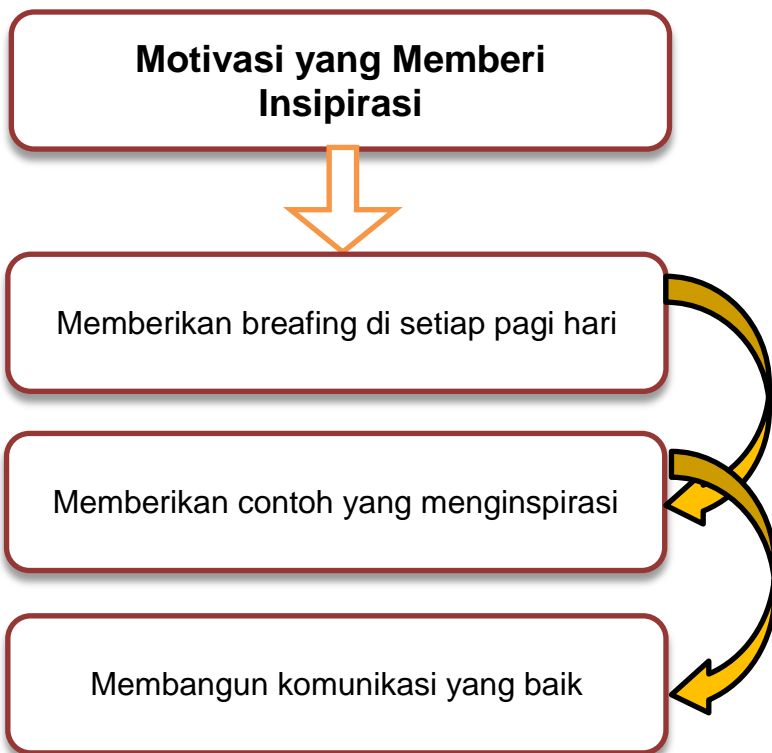 Motivasi yang Memberi
Insipirasi
Memberikan breafing di setiap pagi hari
Memberikan contoh yang menginspirasi
Membangun komunikasi yang baik